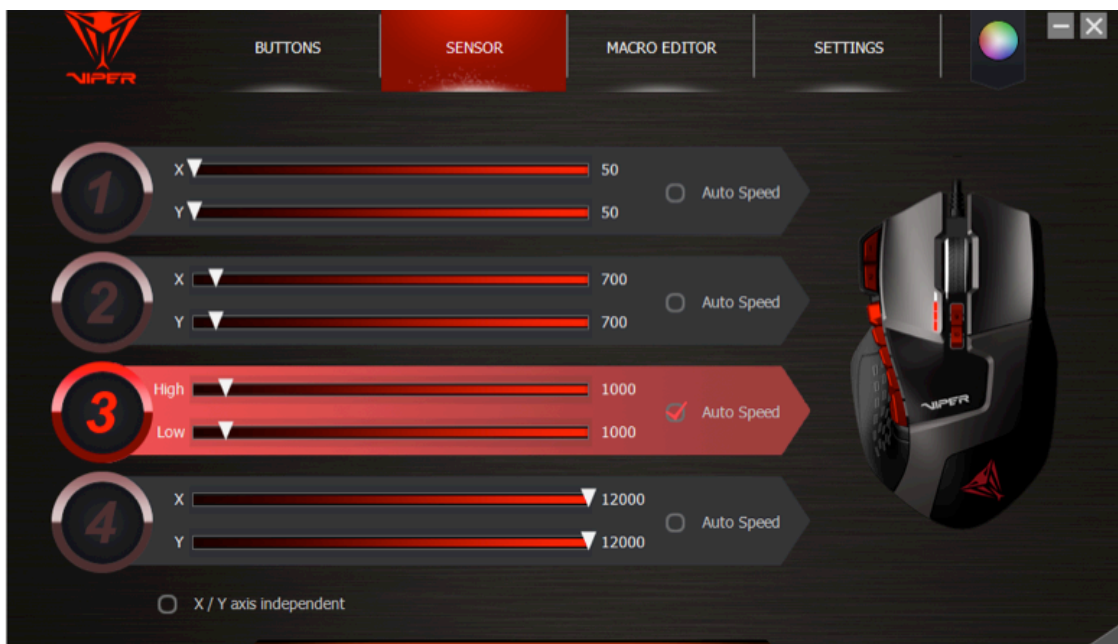 VIPER
BUTTONS
SENSOR
MACRO EDITOR
SETTINGS
1
X 50
Y 50
Auto Speed
2
X 700
Y 700
Auto Speed
3
High 1000
Low 1000
Auto Speed
4
X 12000
Y 12000
Auto Speed
X / Y axis independent
VIPER